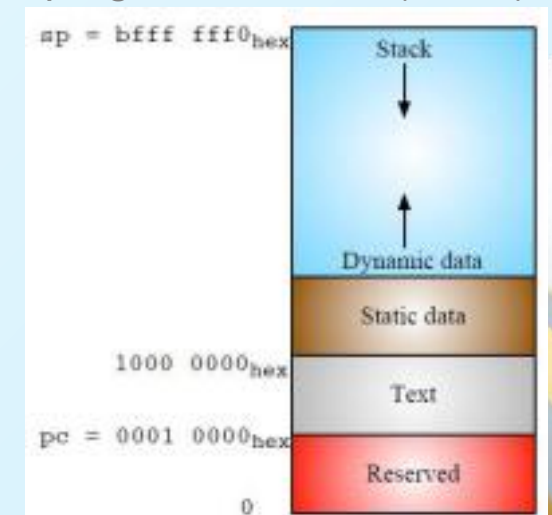 sp = bfff fff0hex
Stack
Dynamic data
Static data
1000 0000hex
Text
pc = 0001 0000hex
Reserved
0